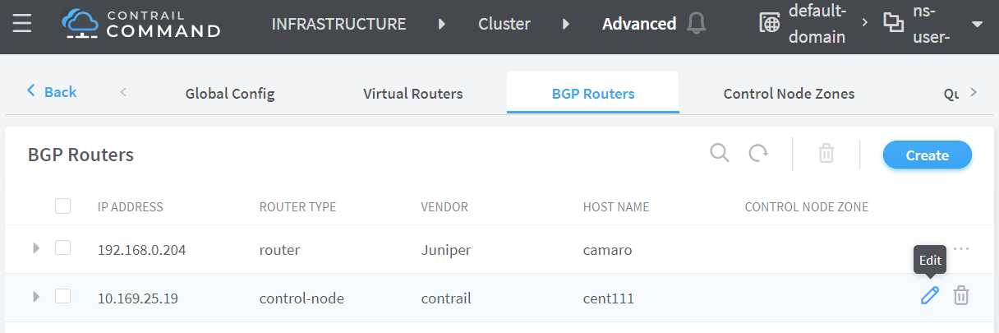 CONTRAIL
COMMAND
INFRASTRUCTURE
Cluster
Advanced
default-
domain
ns-
user-
Back
Global Config
Virtual Routers
BGP Routers
Control Node Zones
BGP Routers
Create
IP ADDRESS ROUTER TYPE VENDOR HOST NAME CONTROL NODE ZONE
192.168.0.204 router Juniper camaro
Edit
10.169.25.19 control-node contrail cent111